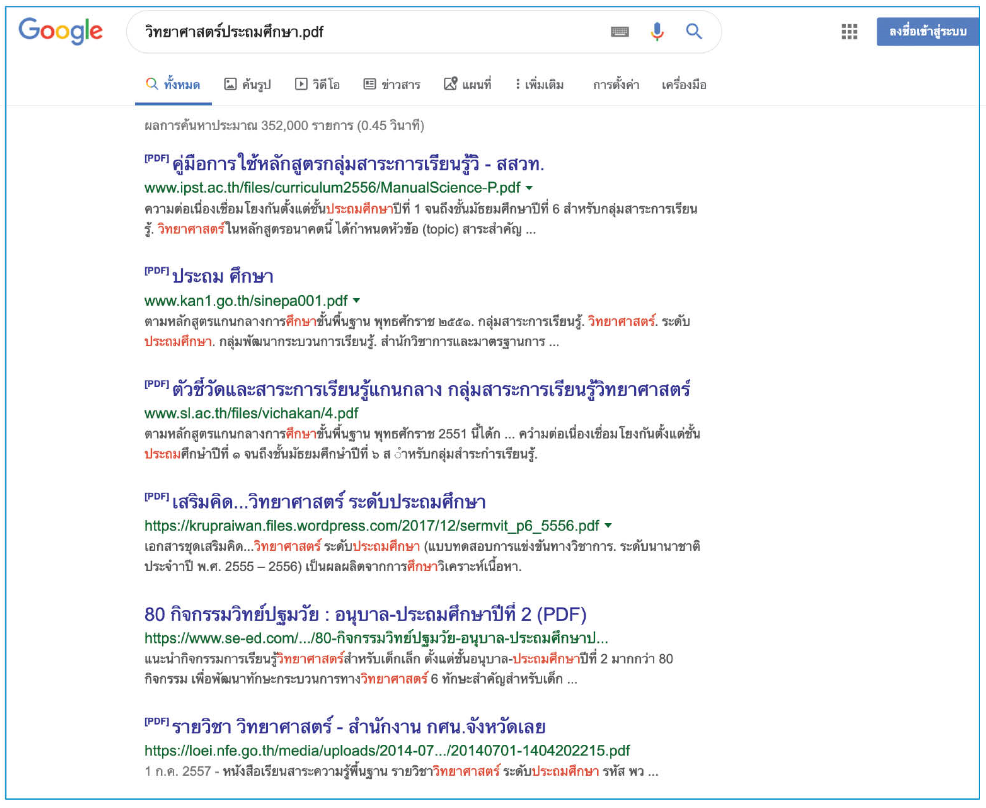 Google วิทยาศาสตร์ประถมศึกษา.pdf ลงชื่อเข้าสู่ระบบ
ทั้งหมด ค้นรูป วิดีโอ ข่าวสาร แผนที่ เพิ่มเติม การตั้งค่า เครื่องมือ
ผลการค้นหาประมาณ 352,000 รายการ (0.45 วินาที)
[PDF] คู่มือการใช้หลักสูตรกลุ่มสาระการเรียนรู้วิ - สสวท.
www.ipst.ac.th/files/curriculum2556/ManualScience-P.pdf
ความต่อเนื่องเชื่อมโยงกันตั้งแต่ชั้นประถมศึกษาปีที่ 1 จนถึงชั้นมัธยมศึกษาปีที่ 6 สำหรับกลุ่มสาระการเรียน
รู้. วิทยาศาสตร์ในหลักสูตรอนาคตนี้ ได้กำหนดหัวข้อ (topic) สาระสำคัญ ...
[PDF] ประถม ศึกษา
www.kan1.go.th/sinepa001.pdf
ตามหลักสูตรแกนกลางการศึกษาขั้นพื้นฐาน พุทธศักราช ๒๕๕๑. กลุ่มสาระการเรียนรู้. วิทยาศาสตร์. ระดับ
ประถมศึกษา. กลุ่มพัฒนากระบวนการเรียนรู้. สำนักวิชาการและมาตรฐานการ ...
[PDF] ตัวชี้วัดและสาระการเรียนรู้แกนกลาง กลุ่มสาระการเรียนรู้วิทยาศาสตร์
www.sl.ac.th/files/vichakan/4.pdf
ตามหลักสูตรแกนกลางการศึกษาขั้นพื้นฐาน พุทธศักราช 2551 นี้ได้ก ... ความต่อเนื่องเชื่อมโยงกันตั้งแต่ชั้น
ประถมศึกษำปีที่ ๑ จนถึงชั้นมัธยมศึกษำปีที่ ๖ ส ำหรับกลุ่มสำระกำรเรียนรู้.
[PDF] เสริมคิด...วิทยาศาสตร์ ระดับประถมศึกษา
https://krupraiwan.files.wordpress.com/2017/12/sermvit_p6_5556.pdf
เอกสารชุดเสริมคิด...วิทยาศาสตร์ ระดับประถมศึกษา (แบบทดสอบการแข่งขันทางวิชาการ. ระดับนานาชาติ
ประจำาปี พ.ศ. 2555 – 2556) เป็นผลผลิตจากการศึกษาวิเคราะห์เนื้อหา.
80 กิจกรรมวิทย์ปฐมวัย : อนุบาล-ประถมศึกษาปีที่ 2 (PDF)
https://www.se-ed.com/.../80-กิจกรรมวิทย์ปฐมวัย-อนุบาล-ประถมศึกษาป...
แนะนำกิจกรรมการเรียนรู้วิทยาศาสตร์สำหรับเด็กเล็ก ตั้งแต่ชั้นอนุบาล-ประถมศึกษาปีที่ 2 มากกว่า 80
กิจกรรม เพื่อพัฒนาทักษะกระบวนการทางวิทยาศาสตร์ 6 ทักษะสำคัญสำหรับเด็ก ...
[PDF] รายวิชา วิทยาศาสตร์ - สำนักงาน กศน.จังหวัดเลย
https://loei.nfe.go.th/media/uploads/2014-07.../20140701-1404202215.pdf
1 ก.ค. 2557 - หนังสือเรียนสาระความรู้พื้นฐาน รายวิชาวิทยาศาสตร์ ระดับประถมศึกษา รหัส พว ...